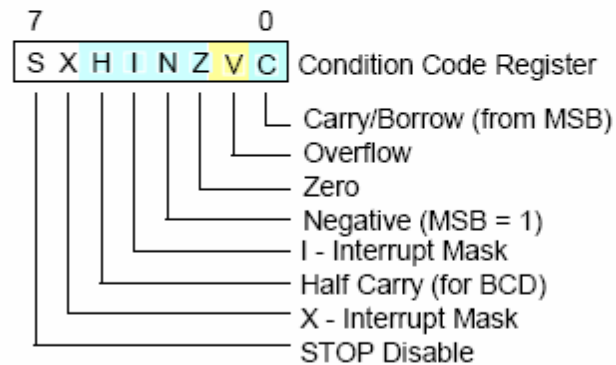 7 0
S X H I N Z V C Condition Code Register
Carry/Borrow (from MSB)
Overflow
Zero
Negative (MSB = 1)
I - Interrupt Mask
Half Carry (for BCD)
X - Interrupt Mask
STOP Disable